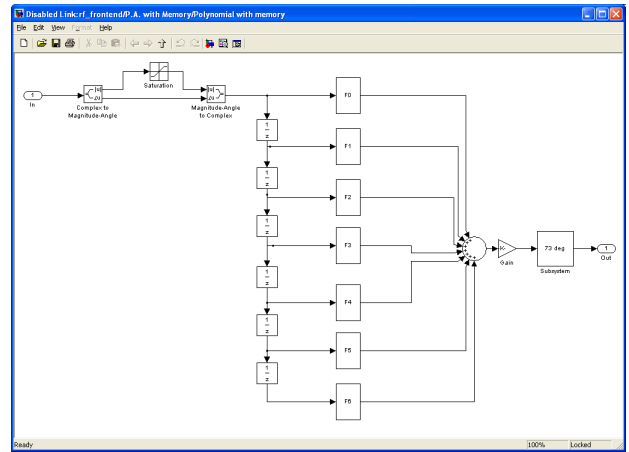 Disabled Link:rf_frontend/P.A. with Memory/Polynomial with memory
File Edit View Format Help
1
In
|u|
∠u
Complex to
Magnitude-Angle
Saturation
|u|
∠u
Magnitude-Angle
to Complex
F0
1
z
F1
1
z
F2
1
z
F3
1
z
F4
1
z
F5
1
z
F6
K-
Gain
73 deg
Subsystem
1
Out
Ready
100%
Locked